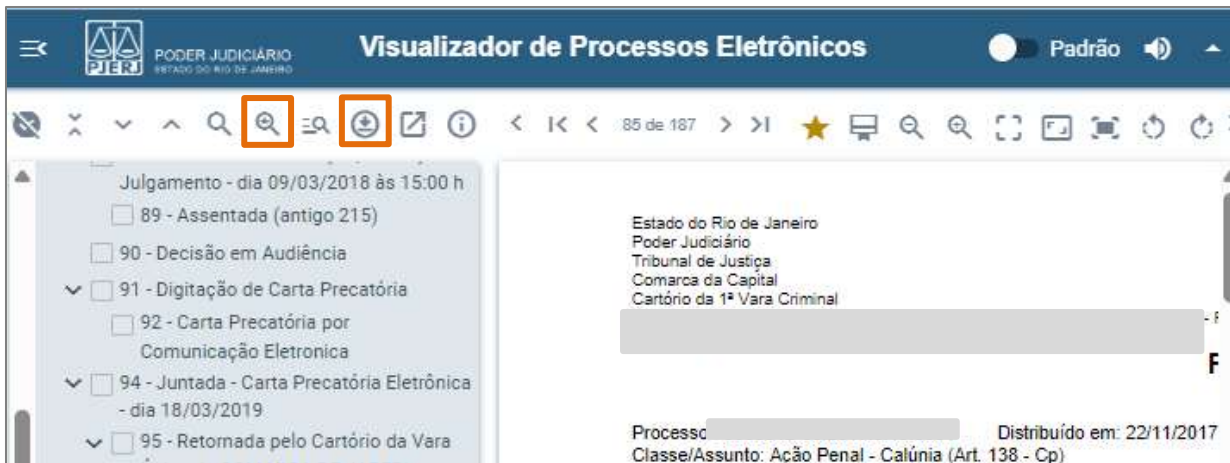 PJERJ
PODER JUDICIÁRIO
ESTADO DO RIO DE JANEIRO
Visualizador de Processos Eletrônicos
Padrão
85 de 187
Julgamento - dia 09/03/2018 às 15:00 h
89 - Assentada (antigo 215)
90 - Decisão em Audiência
91 - Digitação de Carta Precatória
92 - Carta Precatória por
Comunicação Eletronica
94 - Juntada - Carta Precatória Eletrônica
- dia 18/03/2019
95 - Retornada pelo Cartório da Vara
Estado do Rio de Janeiro
Poder Judiciário
Tribunal de Justiça
Comarca da Capital
Cartório da 1ª Vara Criminal
Processo
Distribuído em: 22/11/2017
Classe/Assunto: Ação Penal - Calúnia (Art. 138 - Cp)